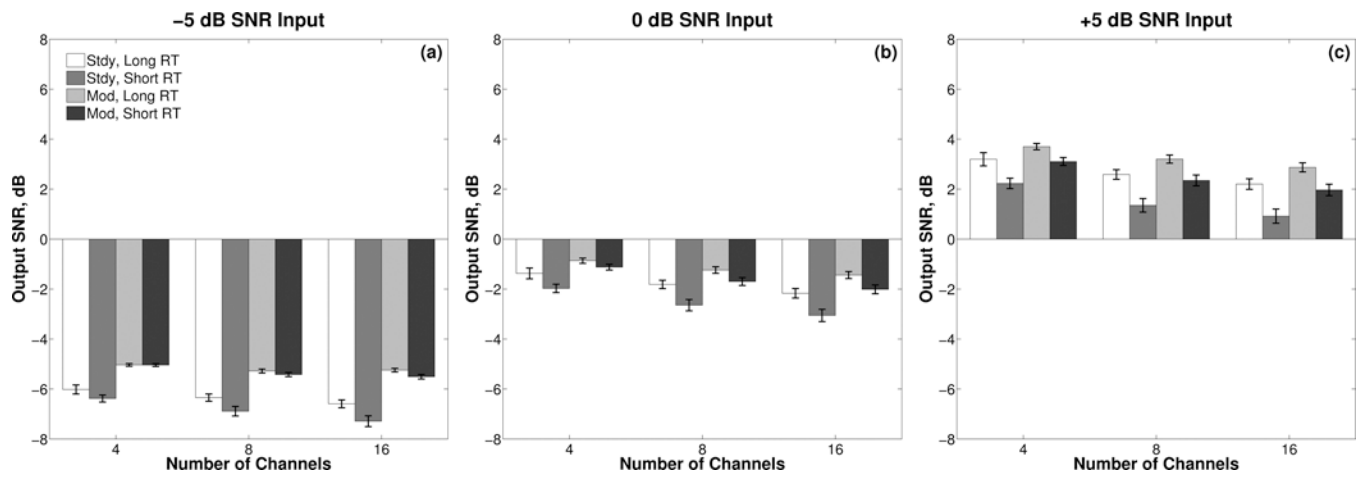 −5 dB SNR Input
(a)
Stdy, Long RT
Stdy, Short RT
Mod, Long RT
Mod, Short RT
8
6
4
2
0
−2
−4
−6
−8
Output SNR, dB
4 8 16
Number of Channels
0 dB SNR Input
(b)
8
6
4
2
0
−2
−4
−6
−8
Output SNR, dB
4 8 16
Number of Channels
+5 dB SNR Input
(c)
8
6
4
2
0
−2
−4
−6
−8
Output SNR, dB
4 8 16
Number of Channels